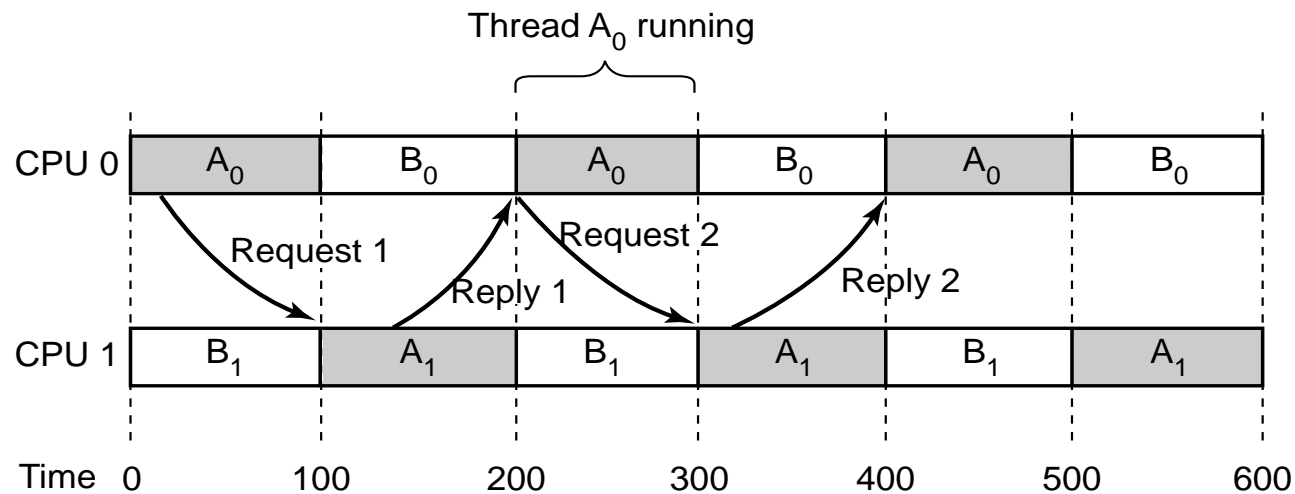 Thread A₀ running
CPU 0 A₀ B₀ A₀ B₀ A₀ B₀
Request 1 Request 2
Reply 1 Reply 2
CPU 1 B₁ A₁ B₁ A₁ B₁ A₁
Time 0 100 200 300 400 500 600